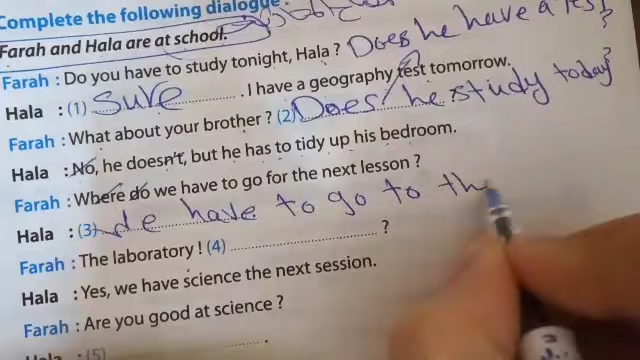 Complete the following dialogue
Farah and Hala are at school.
Farah : Do you have to study tonight, Hala ? Does he have a test ?
Hala : (1) Sure . I have a geography test tomorrow.
Farah : What about your brother ? (2) Does he study today ?
Hala : No, he doesn't, but he has to tidy up his bedroom.
Farah : Where do we have to go for the next lesson ?
Hala : (3) We have to go to the
Farah : The laboratory ! (4) .............................. ?
Hala : Yes, we have science the next session.
Farah : Are you good at science ?
Hala : (5) .